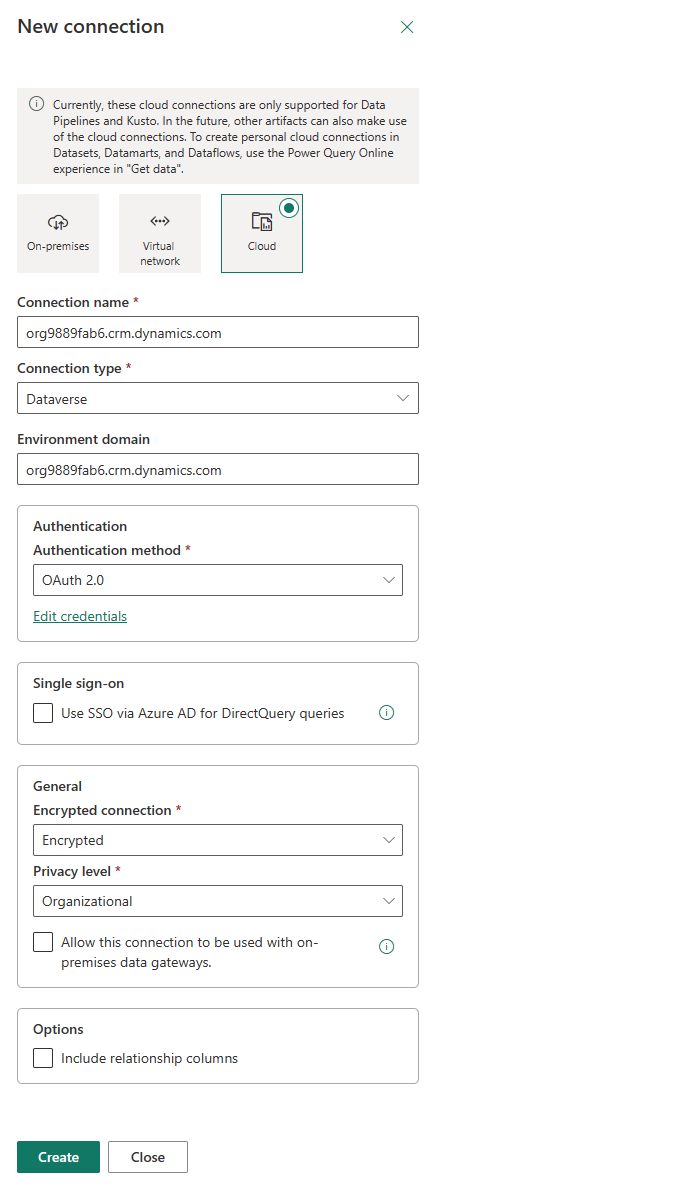 New connection
Currently, these cloud connections are only supported for Data
Pipelines and Kusto. In the future, other artifacts can also make use
of the cloud connections. To create personal cloud connections in
Datasets, Datamarts, and Dataflows, use the Power Query Online
experience in "Get data".
On-premises
Virtual
network
Cloud
Connection name *
org9889fab6.crm.dynamics.com
Connection type *
Dataverse
Environment domain
org9889fab6.crm.dynamics.com
Authentication
Authentication method *
OAuth 2.0
Edit credentials
Single sign-on
Use SSO via Azure AD for DirectQuery queries
General
Encrypted connection *
Encrypted
Privacy level *
Organizational
Allow this connection to be used with on-
premises data gateways.
Options
Include relationship columns
Create
Close